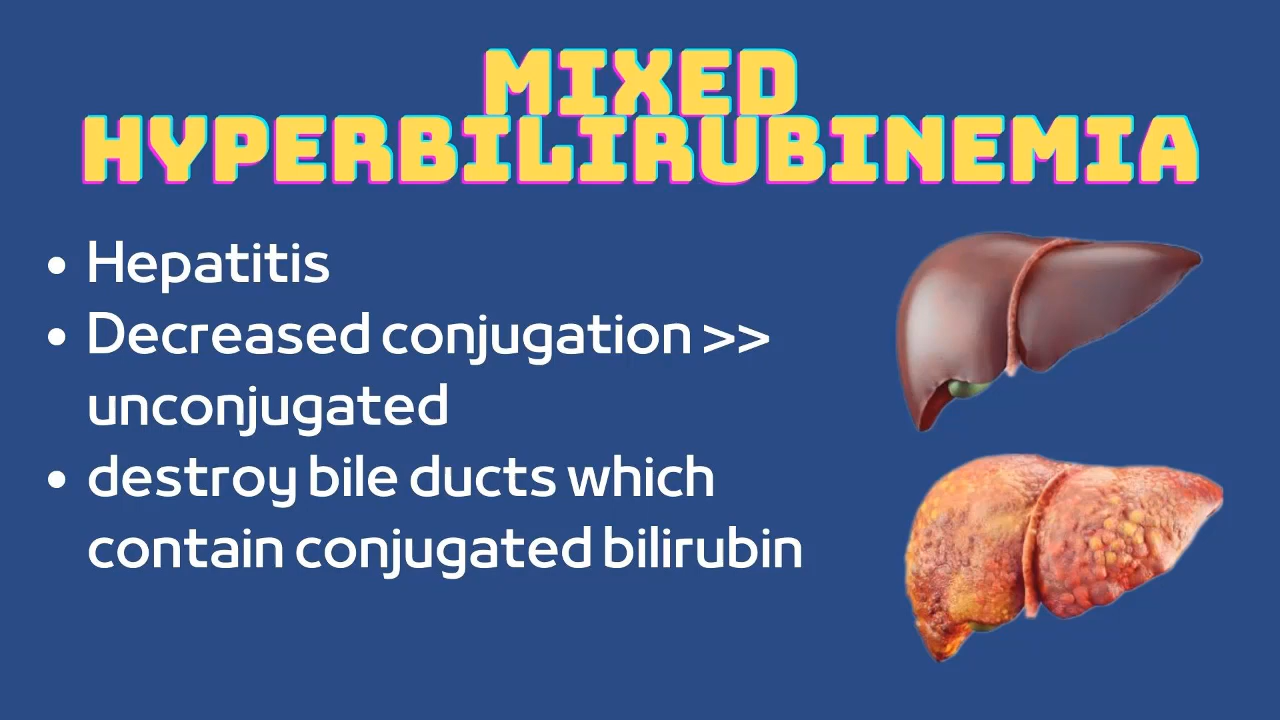 MIXED
HYPERBILIRUBINEMIA
• Hepatitis
• Decreased conjugation >>
unconjugated
• destroy bile ducts which
contain conjugated bilirubin